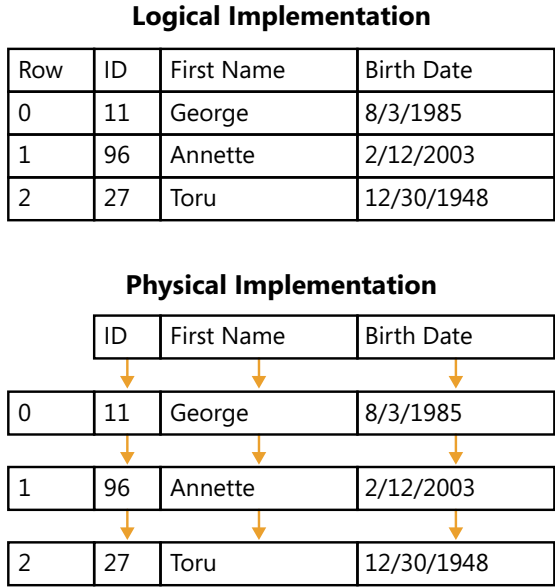 Logical Implementation
Row ID First Name Birth Date
0 11 George 8/3/1985
1 96 Annette 2/12/2003
2 27 Toru 12/30/1948
Physical Implementation
ID First Name Birth Date
0 11 George 8/3/1985
1 96 Annette 2/12/2003
2 27 Toru 12/30/1948